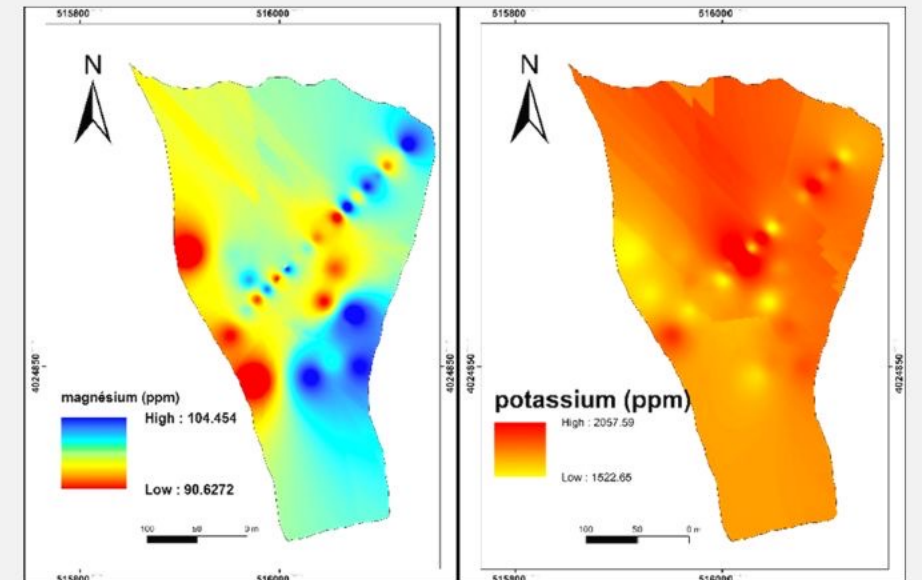 515800 516000
N
4024850
magnésium (ppm)
High : 104.454
Low : 90.6272
100 50 0 m
515800 516000
515800 516000
N
4024850
4024850
potassium (ppm)
High : 2057.59
Low : 1522.65
100 50 0 m
515800 516000